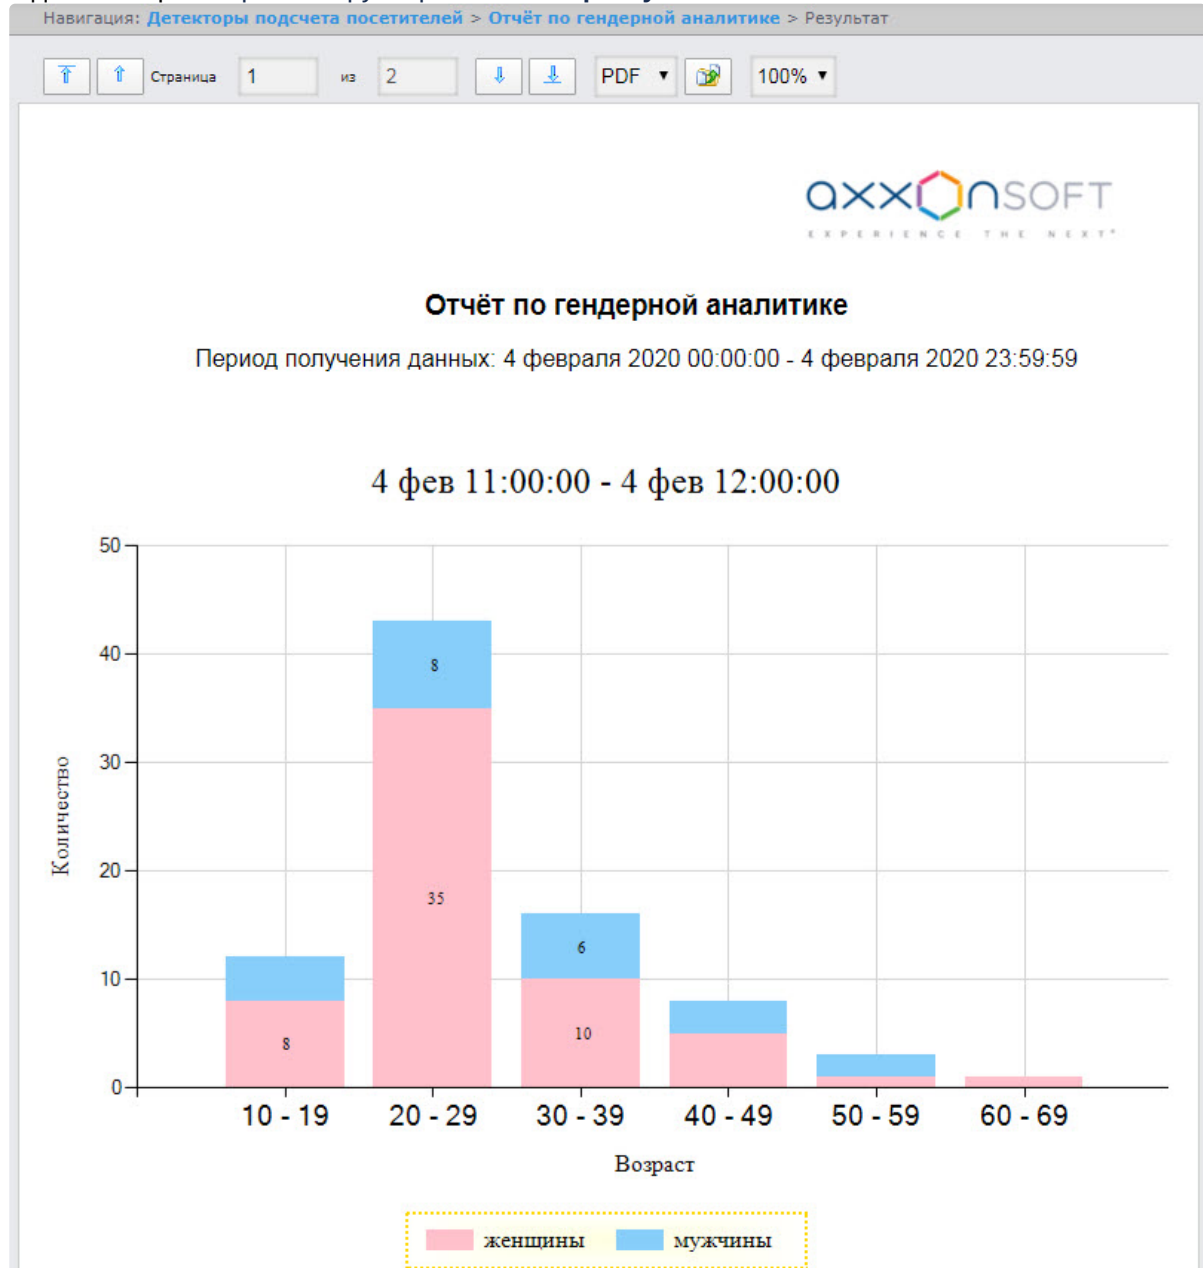 Навигация: Детекторы подсчета посетителей > Отчёт по гендерной аналитике > Результат
Страница 1 из 2 PDF 100%
axxonsoft
EXPERIENCE THE NEXT
Отчёт по гендерной аналитике
Период получения данных: 4 февраля 2020 00:00:00 - 4 февраля 2020 23:59:59
4 фев 11:00:00 - 4 фев 12:00:00
50
40
8
30
Количество
20
35
6
10
10
8
0
10 - 19 20 - 29 30 - 39 40 - 49 50 - 59 60 - 69
Возраст
женщины мужчины